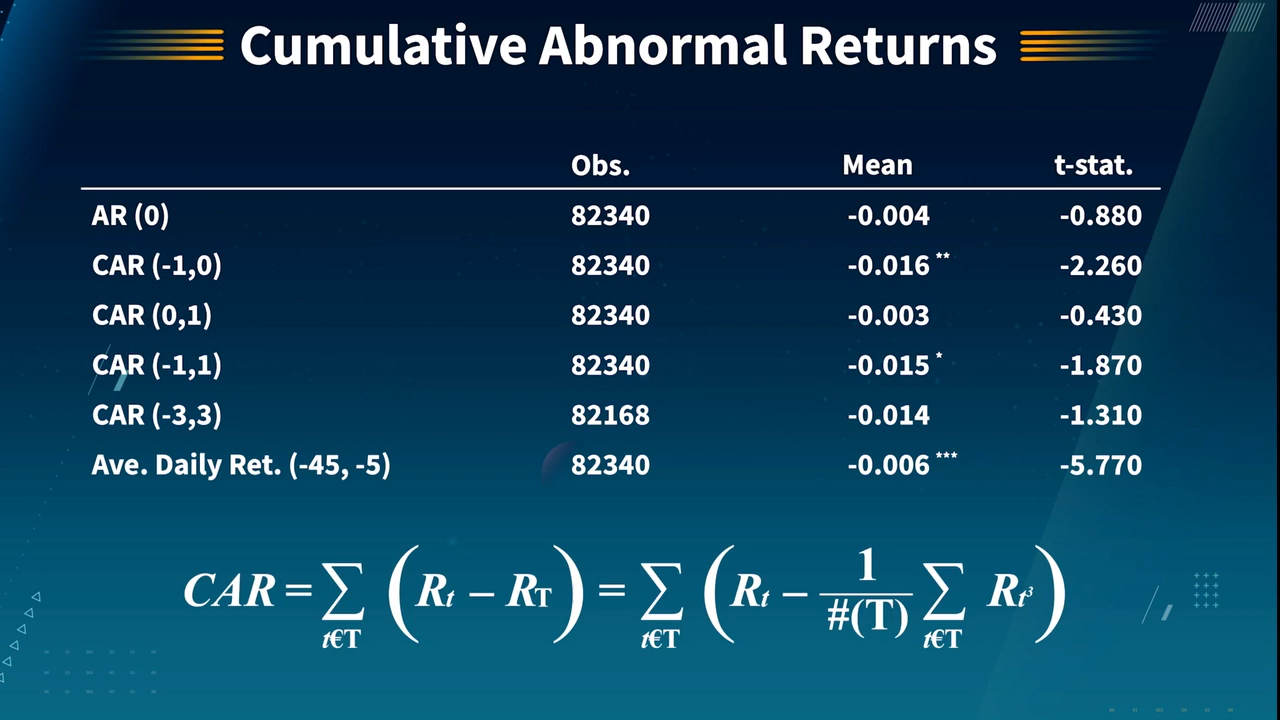 Cumulative Abnormal Returns
Obs. Mean t-stat.
AR (0) 82340 -0.004 -0.880
CAR (-1,0) 82340 -0.016 ** -2.260
CAR (0,1) 82340 -0.003 -0.430
CAR (-1,1) 82340 -0.015 * -1.870
CAR (-3,3) 82168 -0.014 -1.310
Ave. Daily Ret. (-45, -5) 82340 -0.006 *** -5.770
CAR = ∑ t€T (Rt − RT) = ∑ t€T (Rt − 1/#(T) ∑ t€T Rt³)